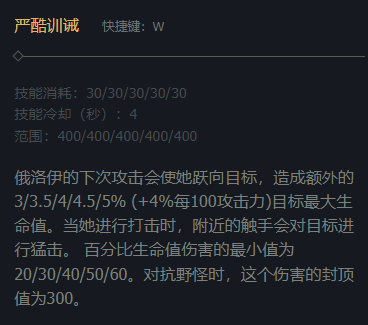 严酷训诫 快捷键：W
技能消耗：30/30/30/30/30
技能冷却（秒）：4
范围：400/400/400/400/400
俄洛伊的下次攻击会使她跃向目标，造成额外的
3/3.5/4/4.5/5% (+4%每100攻击力)目标最大生
命值。当她进行打击时，附近的触手会对目标进
行猛击。 百分比生命值伤害的最小值为
20/30/40/50/60。对抗野怪时，这个伤害的封顶
值为300。